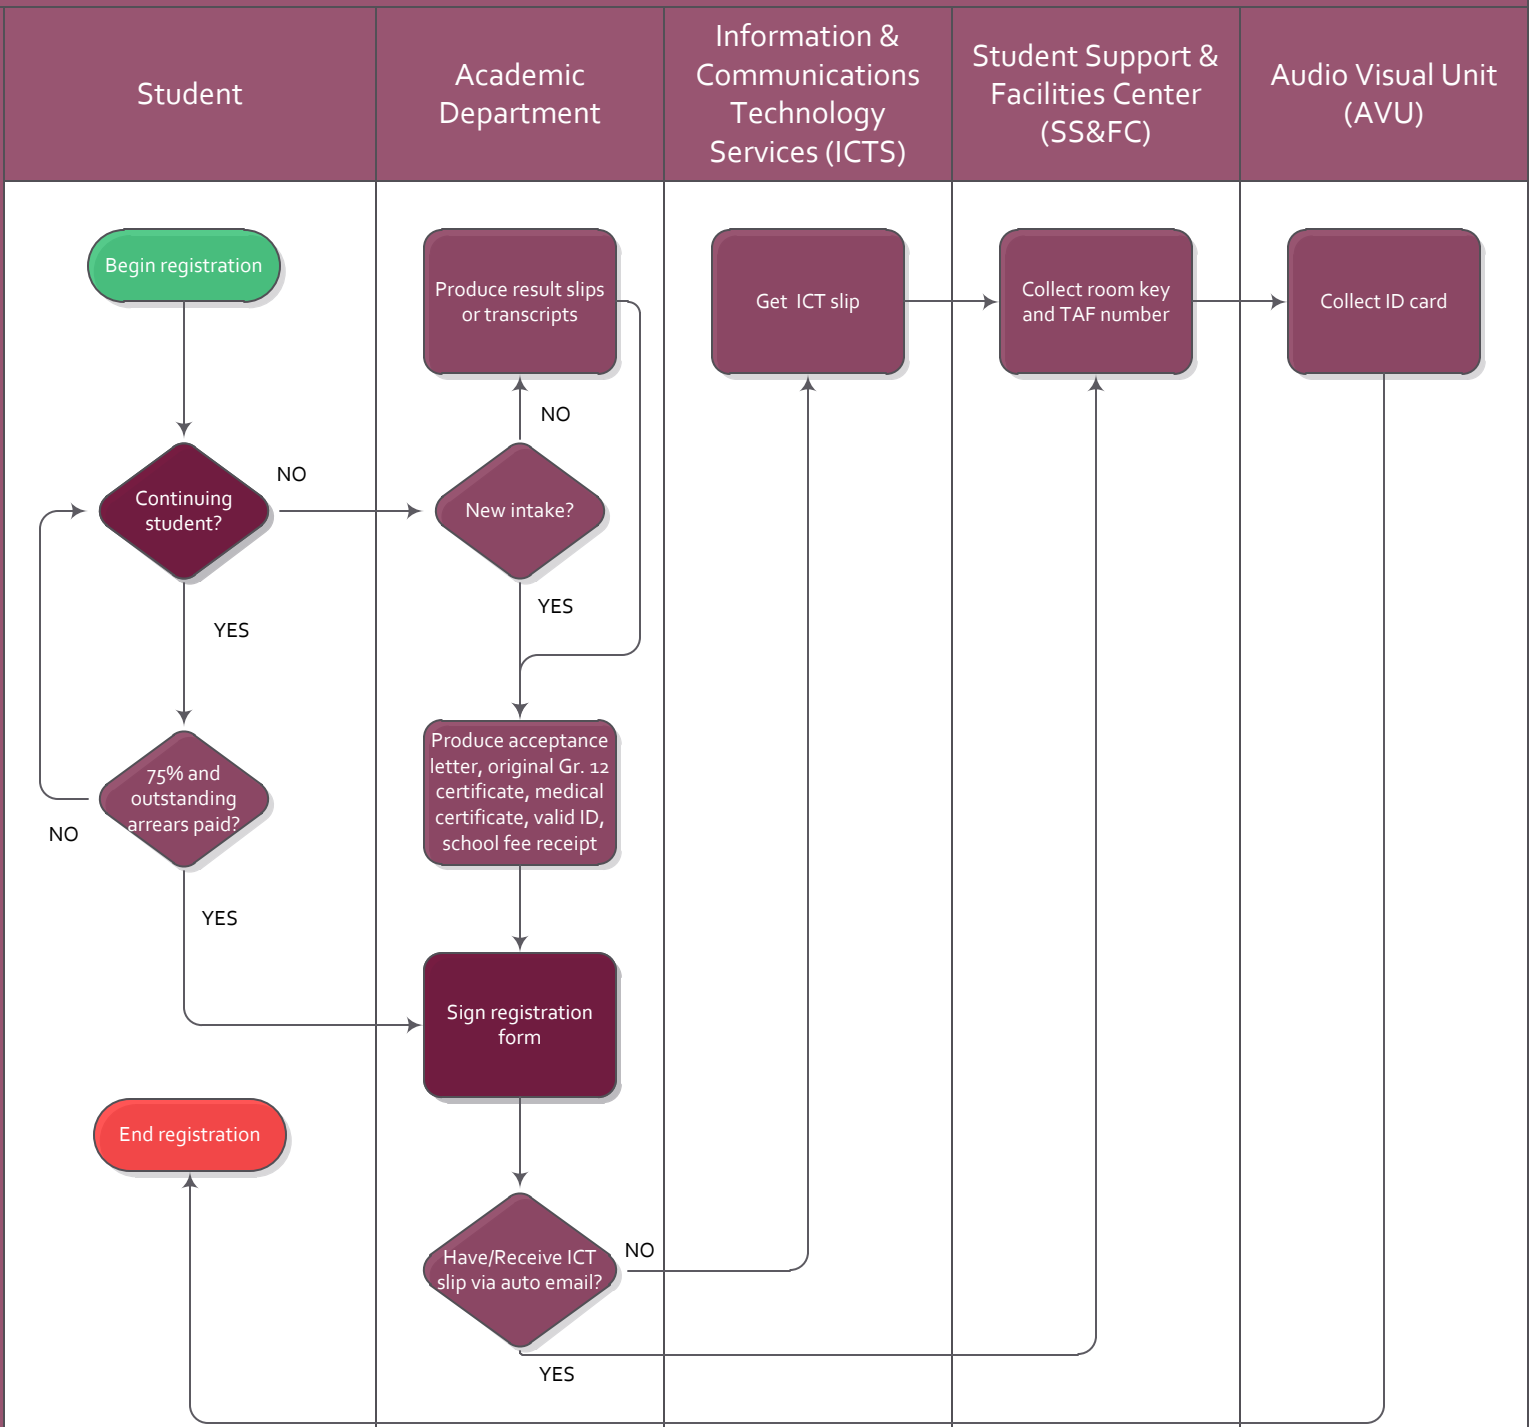 Student
Academic
Department
Information &
Communications
Technology
Services (ICTS)
Student Support &
Facilities Center
(SS&FC)
Audio Visual Unit
(AVU)
Begin registration
Produce result slips
or transcripts
Get ICT slip
Collect room key
and TAF number
Collect ID card
NO
NO
Continuing
student?
New intake?
YES
YES
75% and
outstanding
arrears paid?
NO
Produce acceptance
letter, original Gr. 12
certificate, medical
certificate, valid ID,
school fee receipt
YES
Sign registration
form
End registration
Have/Receive ICT
slip via auto email?
NO
YES